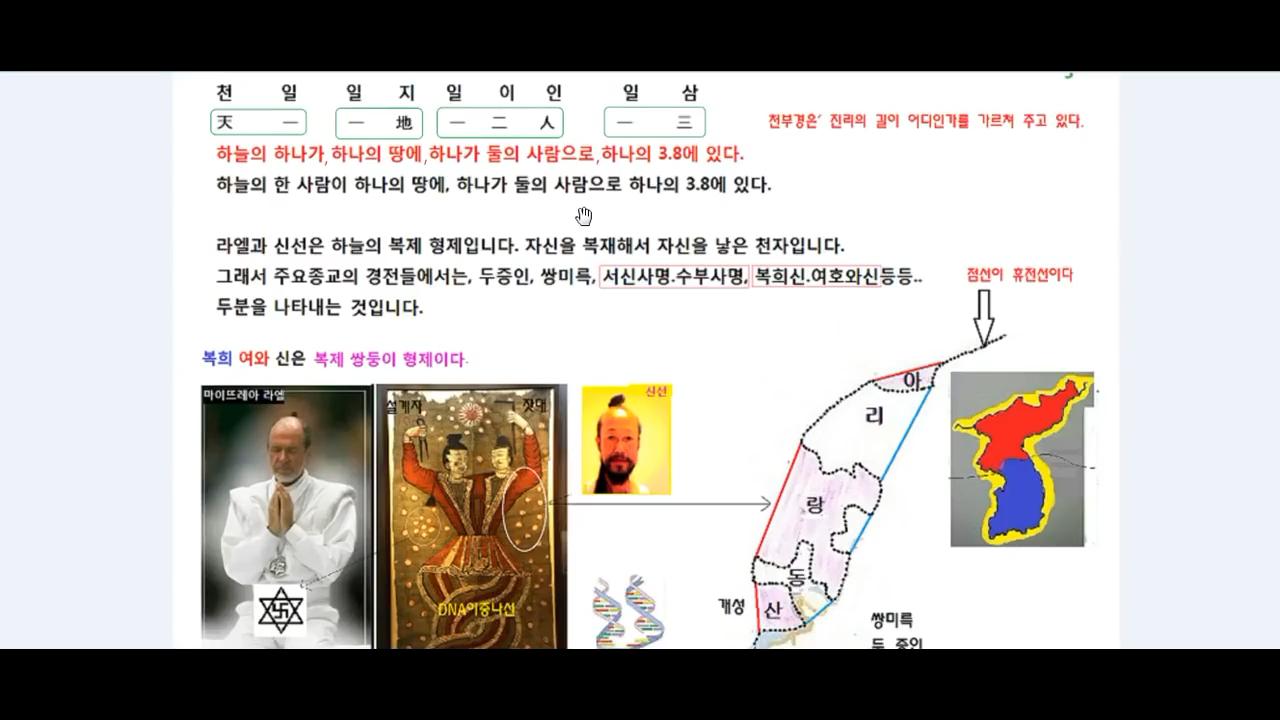 천 일 일 지 일 이 인 일 삼
天 一 一 地 一 二 人 一 三
천부경은' 진리의 길이 어디인가를 가르쳐 주고 있다.
하늘의 하나가,하나의 땅에,하나가 둘의 사람으로,하나의 3.8에 있다.
하늘의 한 사람이 하나의 땅에, 하나가 둘의 사람으로 하나의 3.8에 있다.
라엘과 신선은 하늘의 복제 형제입니다. 자신을 복재해서 자신을 낳은 천자입니다.
그래서 주요종교의 경전들에서는, 두증인, 쌍미륵, 서신사명.수부사명, 복희신.여호와신등등..
점선이 휴전선이다
두분을 나타내는 것입니다.
복희 여와 신은 복제 쌍둥이 형제이다.
마이뜨레아 라엘
설계자 잣대
신선
아
리
랑
동
산
개성
DNA이중나선
쌍미륵
두 증인